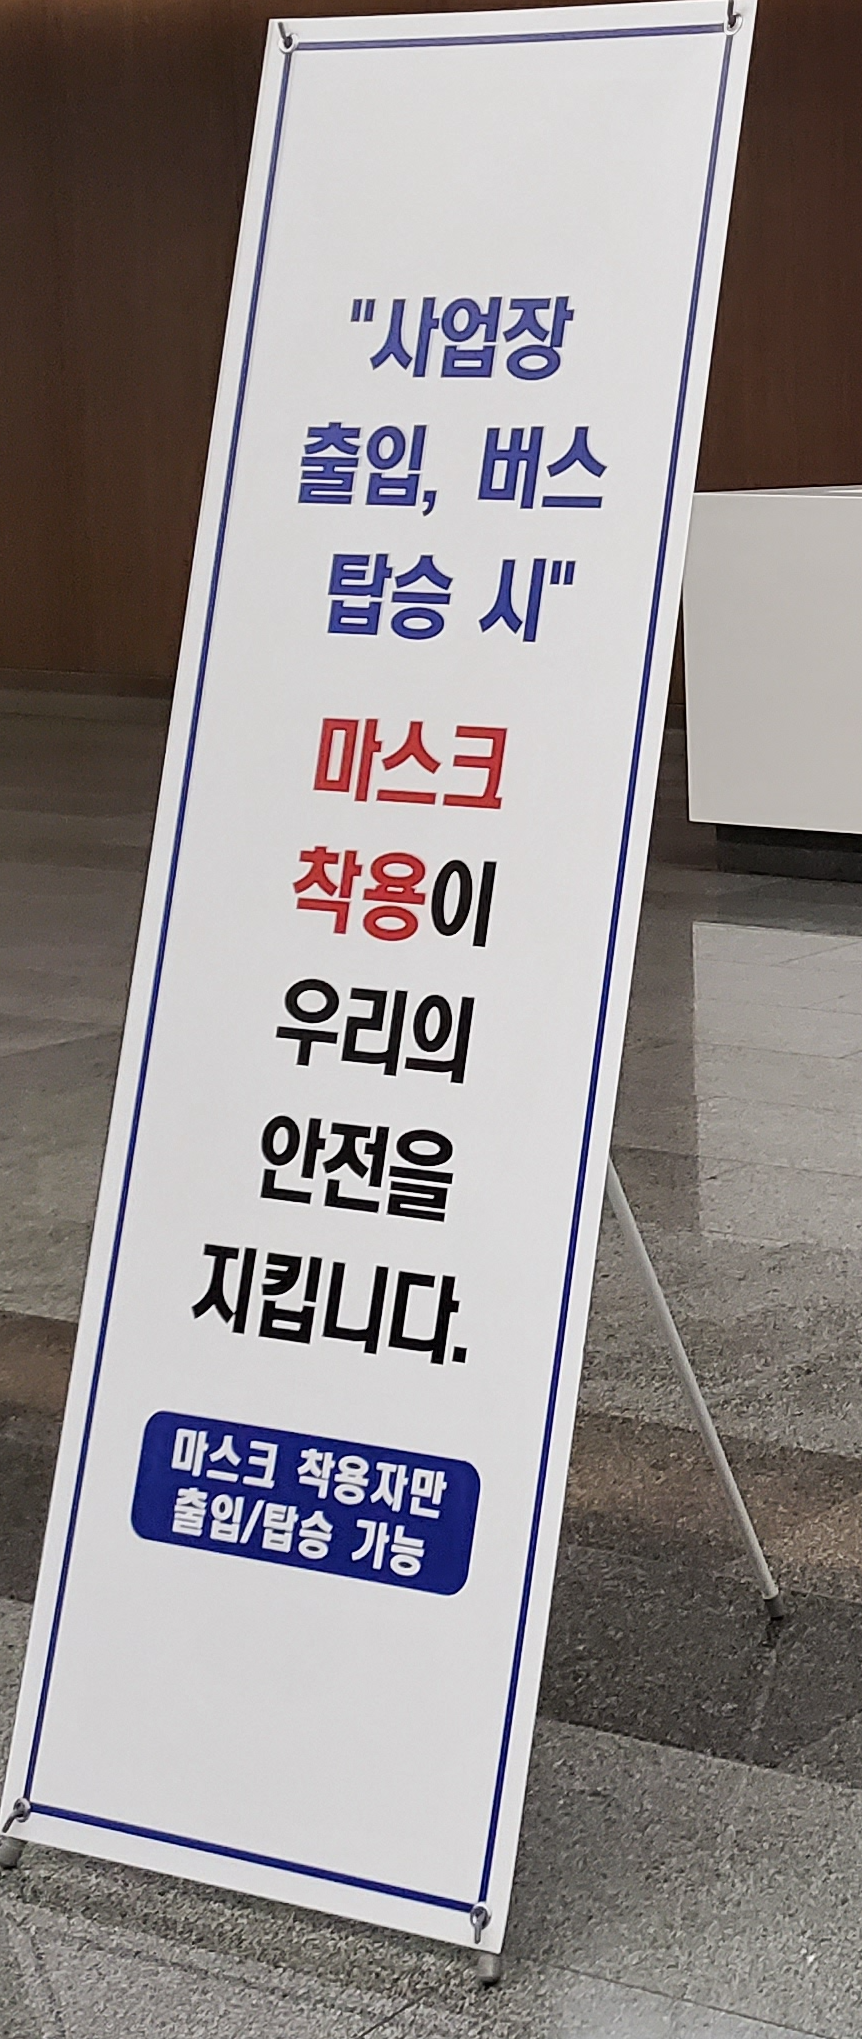 "사업장
출입, 버스
탑승 시"
마스크
착용이
우리의
안전을
지킵니다.
마스크 착용자만
출입/탑승 가능